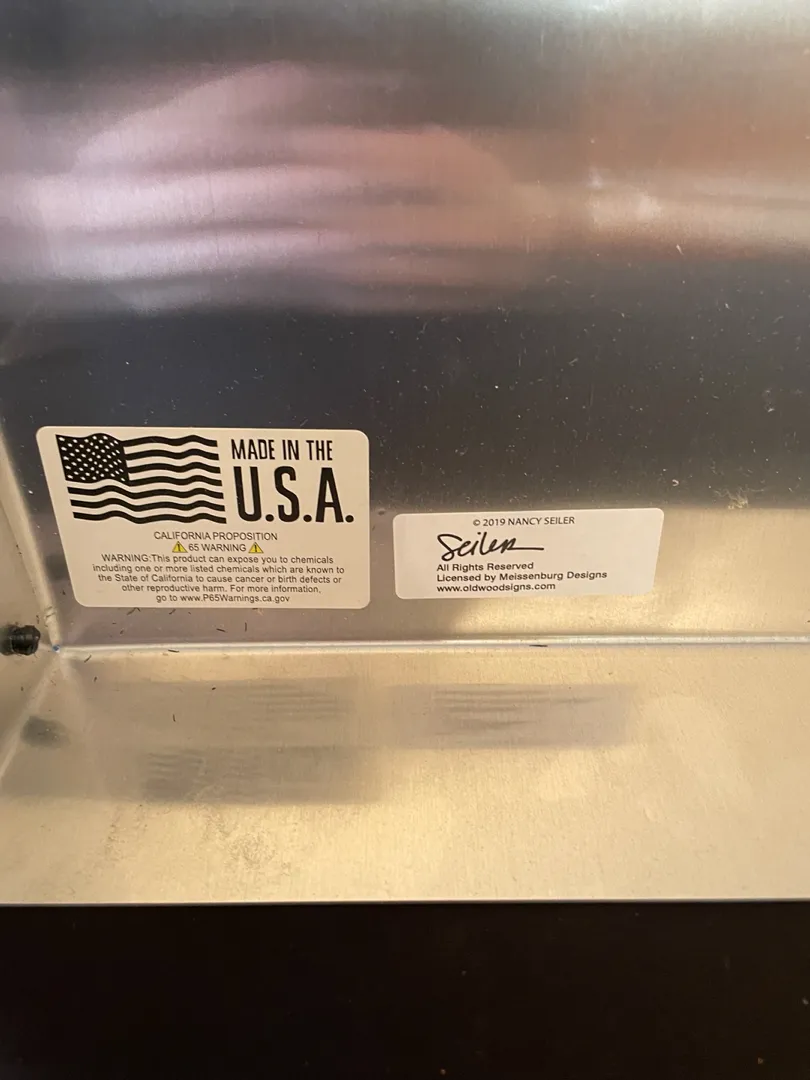 MADE IN THE
U.S.A.
CALIFORNIA PROPOSITION
65 WARNING
WARNING:This product can expose you to chemicals
including one or more listed chemicals which are known to
the State of California to cause cancer or birth defects or
other reproductive harm. For more information,
go to www.P65Warnings.ca.gov
© 2019 NANCY SEILER
Seiler
All Rights Reserved
Licensed by Meissenburg Designs
www.oldwoodsigns.com